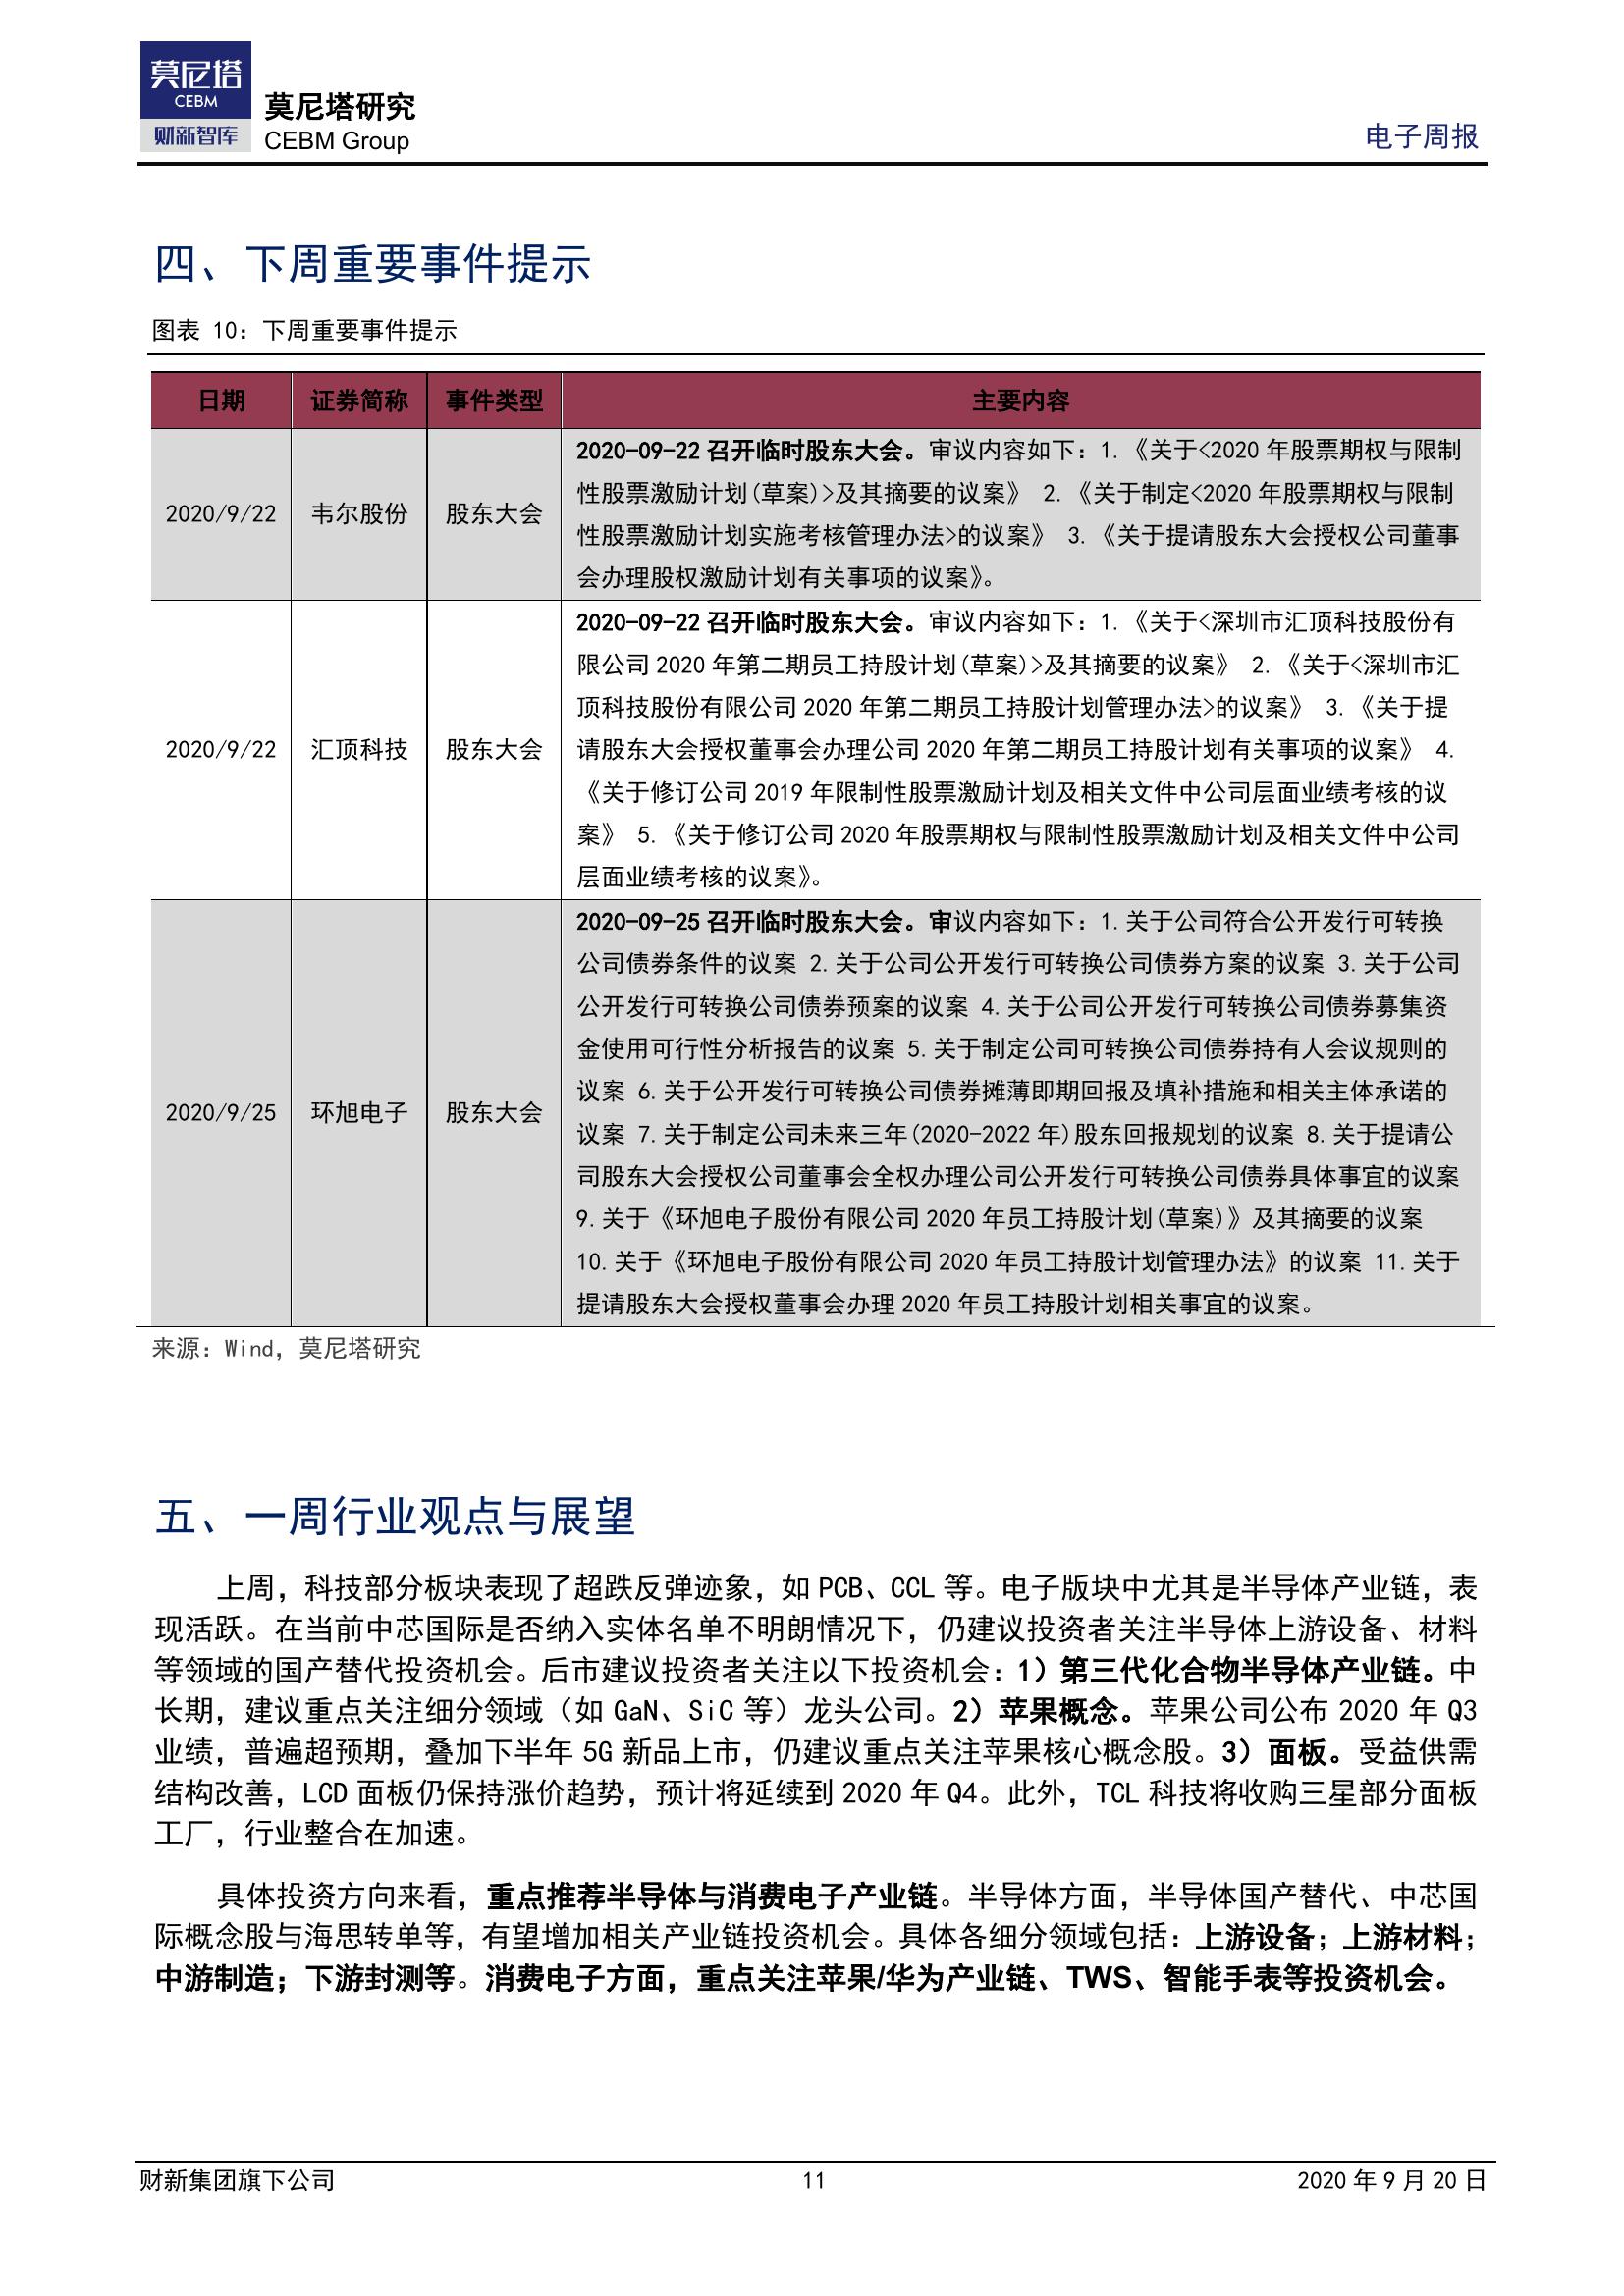 莫尼塔
CEBM
财新智库
莫尼塔研究
CEBM Group
电子周报
四、下周重要事件提示
图表 10：下周重要事件提示
日期 证券简称 事件类型 主要内容
2020/9/22 韦尔股份 股东大会
2020-09-22 召开临时股东大会。审议内容如下：1.《关于<2020 年股票期权与限制
性股票激励计划(草案)>及其摘要的议案》 2.《关于制定<2020 年股票期权与限制
性股票激励计划实施考核管理办法>的议案》 3.《关于提请股东大会授权公司董事
会办理股权激励计划有关事项的议案》。
2020/9/22 汇顶科技 股东大会
2020-09-22 召开临时股东大会。审议内容如下：1.《关于<深圳市汇顶科技股份有
限公司 2020 年第二期员工持股计划(草案)>及其摘要的议案》 2.《关于<深圳市汇
顶科技股份有限公司 2020 年第二期员工持股计划管理办法>的议案》 3.《关于提
请股东大会授权董事会办理公司 2020 年第二期员工持股计划有关事项的议案》 4.
《关于修订公司 2019 年限制性股票激励计划及相关文件中公司层面业绩考核的议
案》 5.《关于修订公司 2020 年股票期权与限制性股票激励计划及相关文件中公司
层面业绩考核的议案》。
2020/9/25 环旭电子 股东大会
2020-09-25 召开临时股东大会。审议内容如下：1.关于公司符合公开发行可转换
公司债券条件的议案 2.关于公司公开发行可转换公司债券方案的议案 3.关于公司
公开发行可转换公司债券预案的议案 4.关于公司公开发行可转换公司债券募集资
金使用可行性分析报告的议案 5.关于制定公司可转换公司债券持有人会议规则的
议案 6.关于公开发行可转换公司债券摊薄即期回报及填补措施和相关主体承诺的
议案 7.关于制定公司未来三年(2020-2022 年)股东回报规划的议案 8.关于提请公
司股东大会授权公司董事会全权办理公司公开发行可转换公司债券具体事宜的议案
9.关于《环旭电子股份有限公司 2020 年员工持股计划(草案)》及其摘要的议案
10.关于《环旭电子股份有限公司 2020 年员工持股计划管理办法》的议案 11.关于
提请股东大会授权董事会办理 2020 年员工持股计划相关事宜的议案。
来源：Wind，莫尼塔研究
五、一周行业观点与展望
上周，科技部分板块表现了超跌反弹迹象，如 PCB、CCL 等。电子版块中尤其是半导体产业链，表
现活跃。在当前中芯国际是否纳入实体名单不明朗情况下，仍建议投资者关注半导体上游设备、材料
等领域的国产替代投资机会。后市建议投资者关注以下投资机会：1）第三代化合物半导体产业链。中
长期，建议重点关注细分领域（如 GaN、SiC 等）龙头公司。2）苹果概念。苹果公司公布 2020 年 Q3
业绩，普遍超预期，叠加下半年 5G 新品上市，仍建议重点关注苹果核心概念股。3）面板。受益供需
结构改善，LCD 面板仍保持涨价趋势，预计将延续到 2020 年 Q4。此外，TCL 科技将收购三星部分面板
工厂，行业整合在加速。
具体投资方向来看，重点推荐半导体与消费电子产业链。半导体方面，半导体国产替代、中芯国
际概念股与海思转单等，有望增加相关产业链投资机会。具体各细分领域包括：上游设备；上游材料；
中游制造；下游封测等。消费电子方面，重点关注苹果/华为产业链、TWS、智能手表等投资机会。
财新集团旗下公司 11 2020 年 9 月 20 日